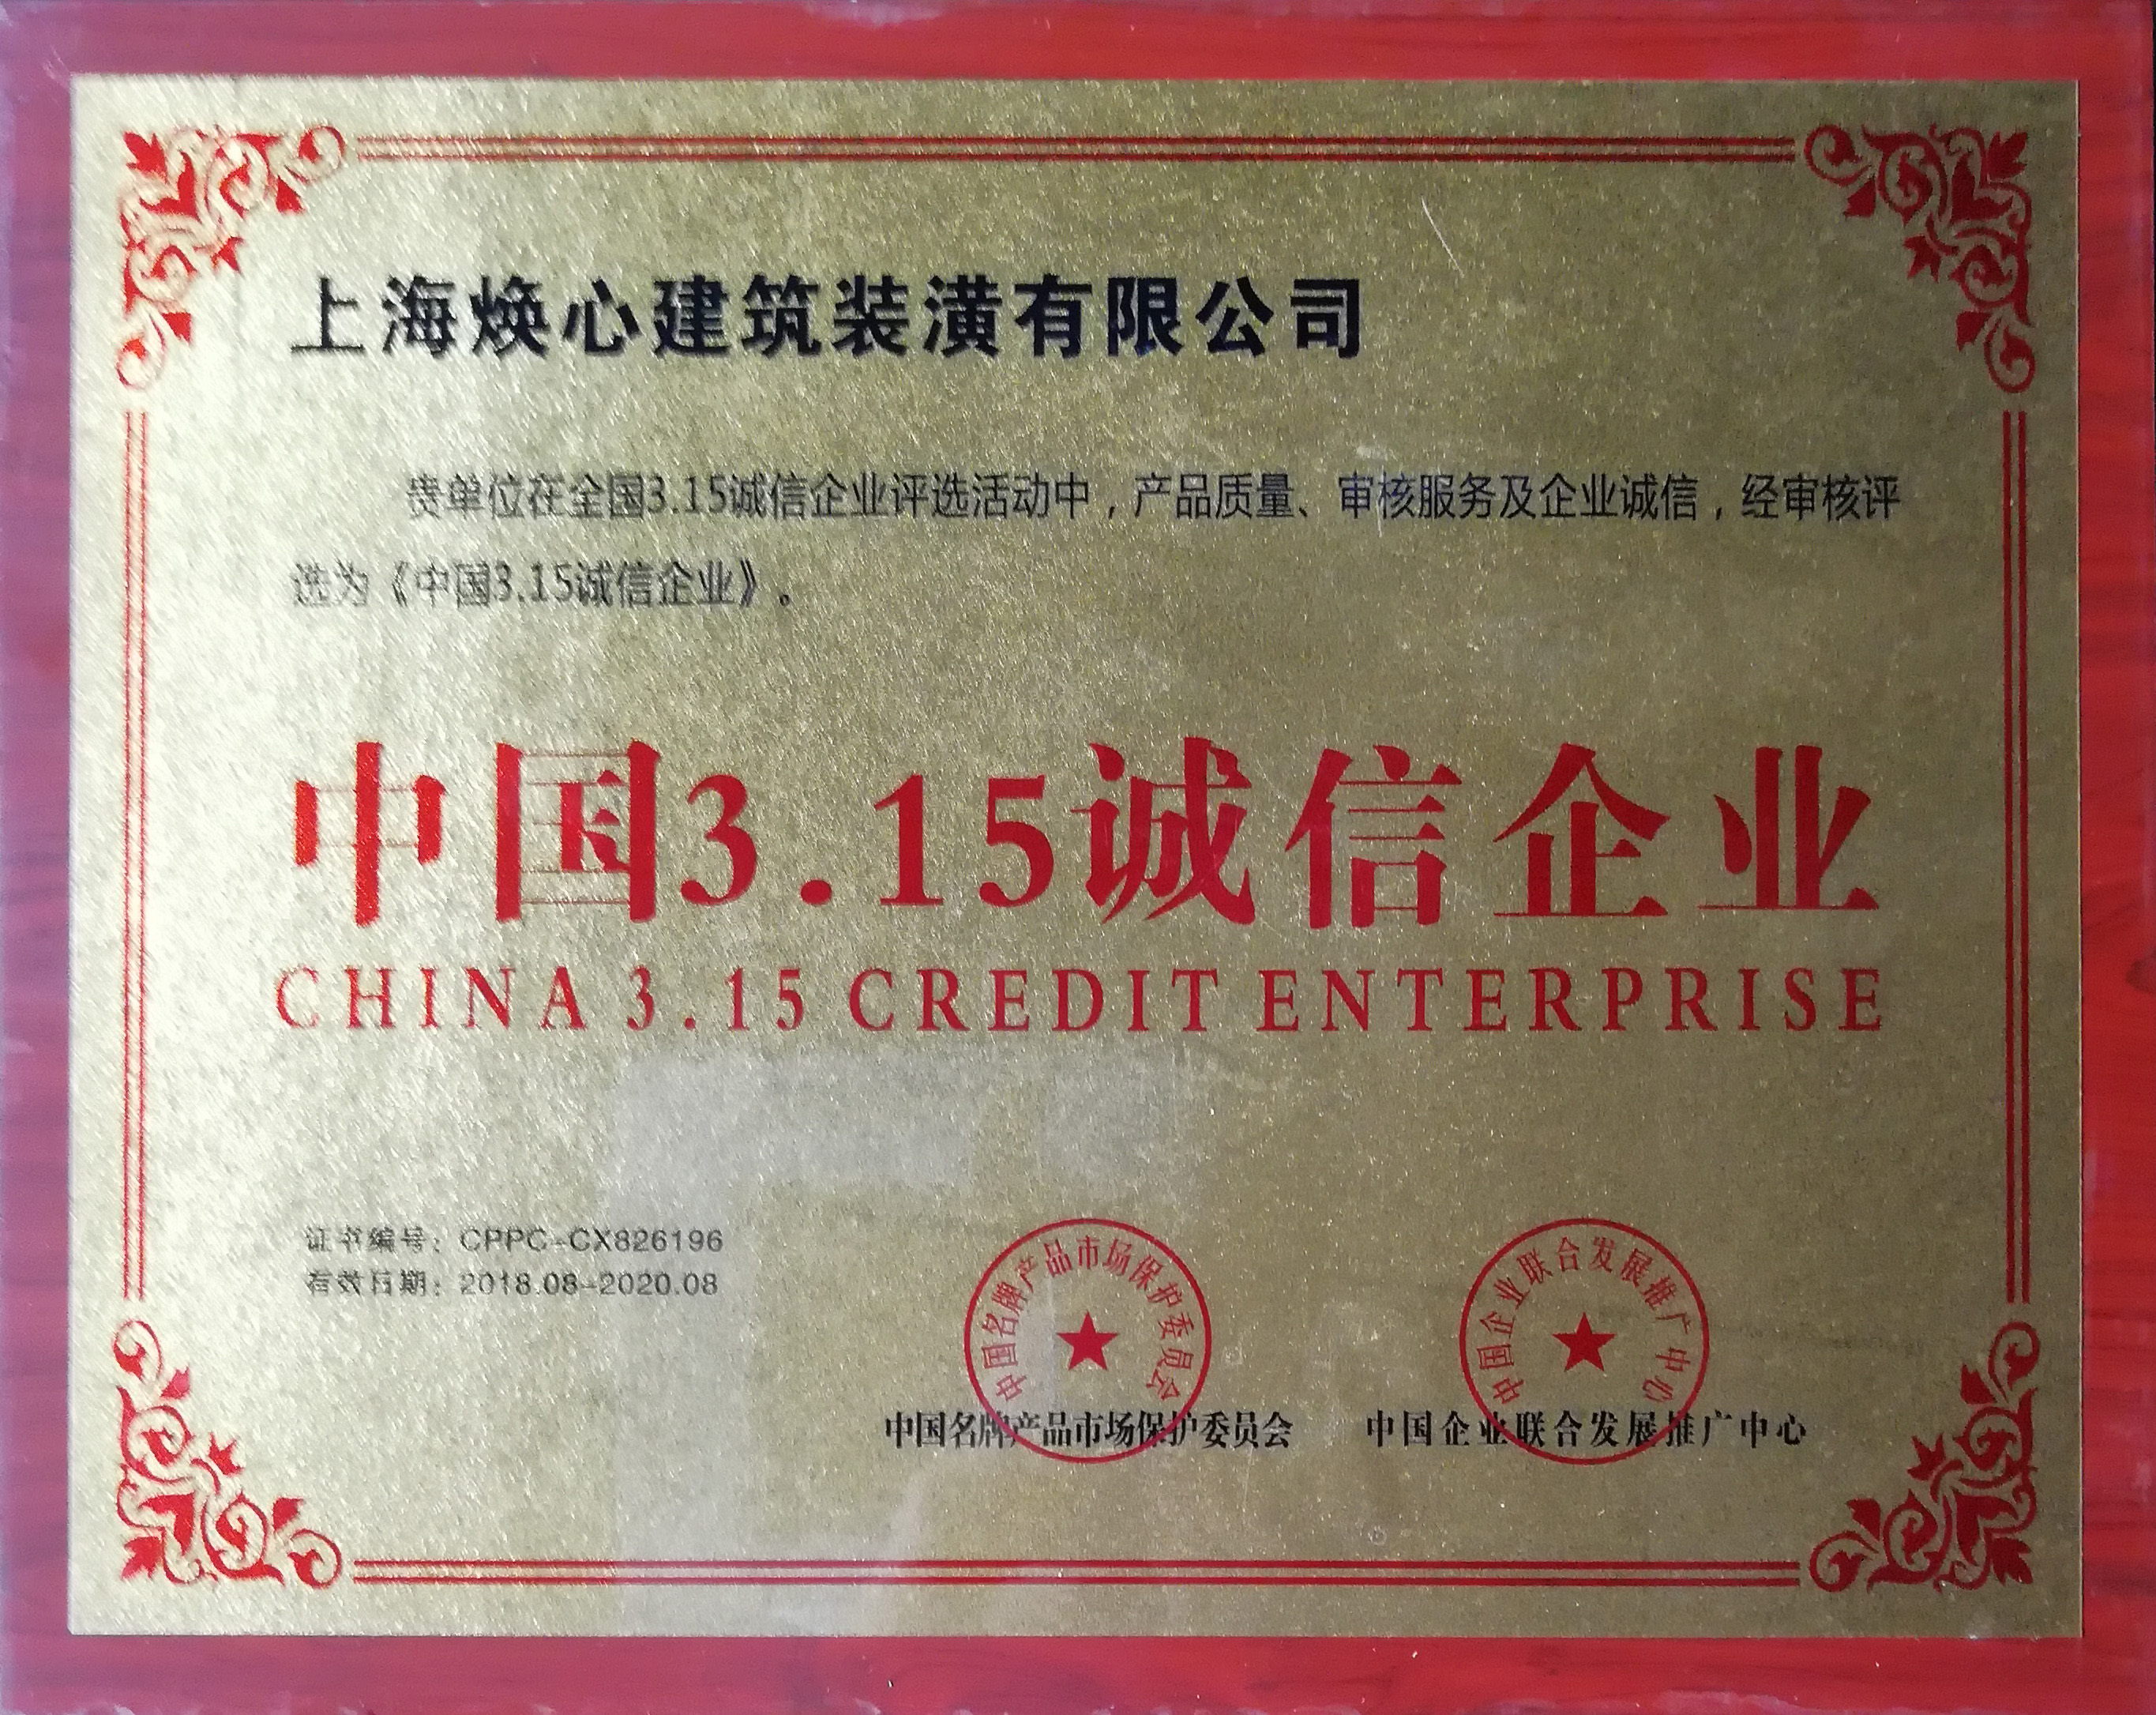 上海焕心建筑装潢有限公司
贵单位在全国3.15诚信企业评选活动中，产品质量、审核服务及企业诚信，经审核评
选为《中国3.15诚信企业》。
中国3.15诚信企业
CHINA 3.15 CREDIT ENTERPRISE
证书编号：CPPC-CX826196
有效日期：2018.08-2020.08
中国名牌产品市场保护委员会
中国企业联合发展推广中心
中国名牌产品市场保护委员会
中国企业联合发展推广中心